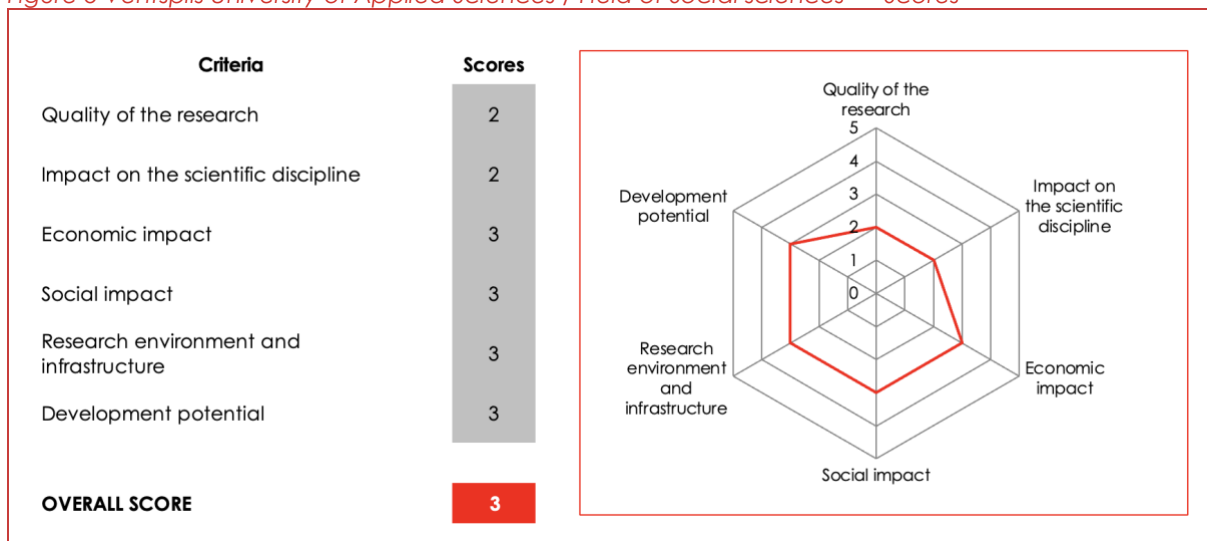 Criteria Scores
Quality of the research 2
Impact on the scientific discipline 2
Economic impact 3
Social impact 3
Research environment and
infrastructure 3
Development potential 3
OVERALL SCORE 3
Quality of the
research
5
4
3
2
1
0
Impact on
the scientific
discipline
Economic
impact
Social impact
Research
environment
and
infrastructure
Development
potential